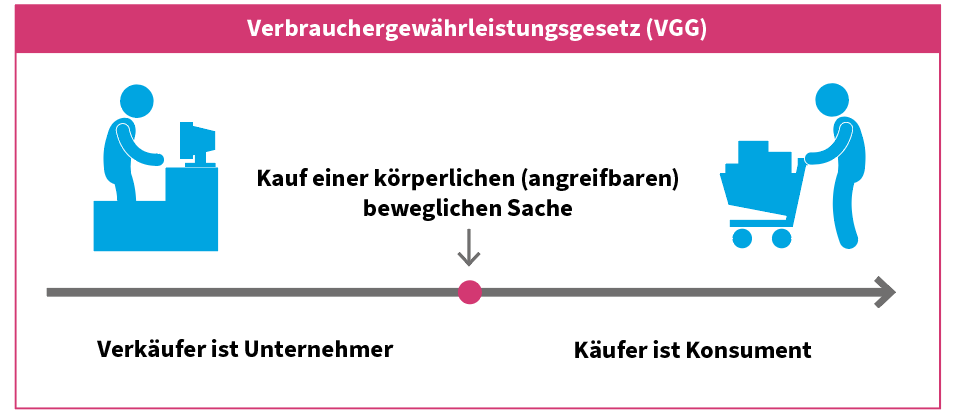 Verbrauchergewährleistungsgesetz (VGG)
Kauf einer körperlichen (angreifbaren)
beweglichen Sache
Verkäufer ist Unternehmer
Käufer ist Konsument